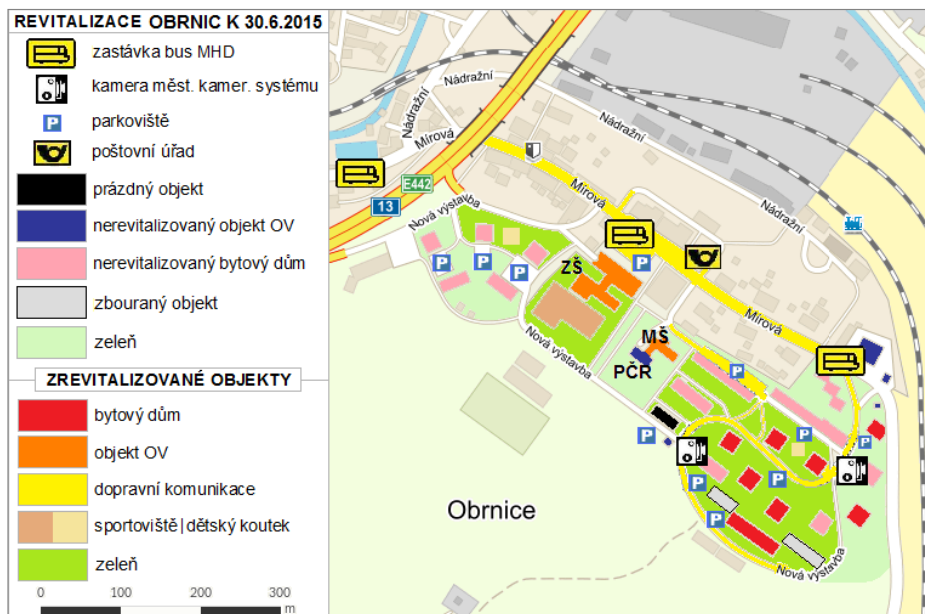 REVITALIZACE OBRNIC K 30.6.2015
zastávka bus MHD
kamera měst. kamer. systému
P
parkoviště
poštovní úřad
prázdný objekt
nerevitalizovaný objekt OV
nerevitalizovaný bytový dům
zbouraný objekt
zeleň
ZREVITALIZOVANÉ OBJEKTY
bytový dům
objekt OV
dopravní komunikace
sportoviště|dětský koutek
zeleň
0 100 200 300
m
Nádražní
Nádražní
Mírová
Nádražní
E442
13
Mírová
Nádražní
Nová výstavba
P
P
P
ZŠ
P
Mírová
Nová výstavba
MŠ
PČR
P
P
P
P
P
P
P
Obrnice
Nová výstavba